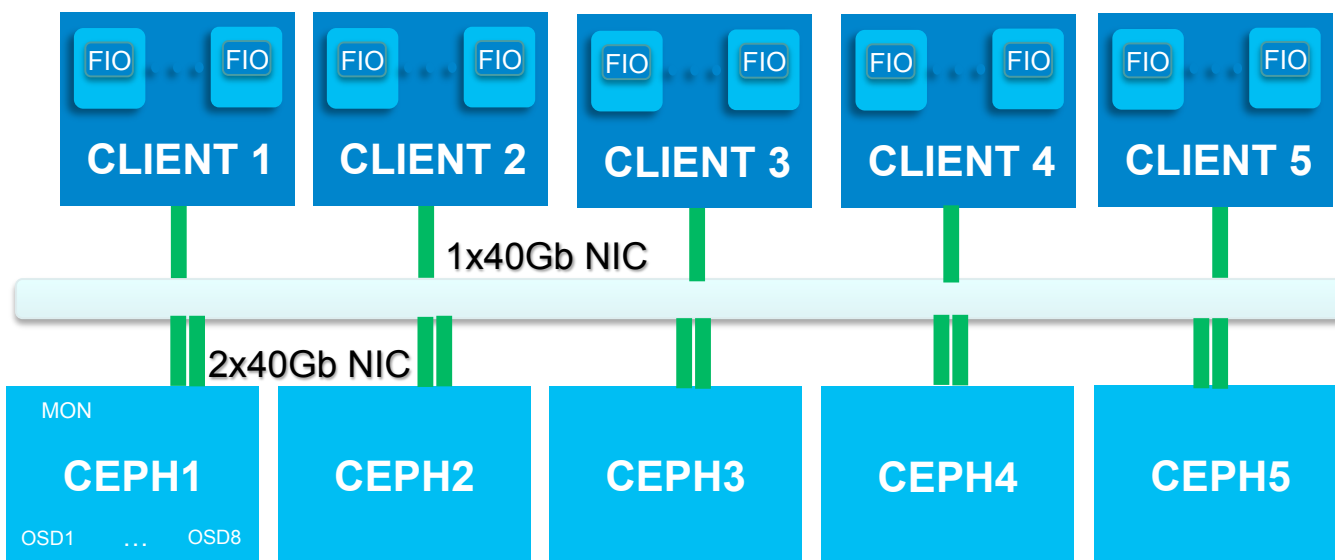 FIO FIO FIO FIO FIO FIO FIO FIO FIO FIO
CLIENT 1 CLIENT 2 CLIENT 3 CLIENT 4 CLIENT 5
1x40Gb NIC
2x40Gb NIC
MON
CEPH1 CEPH2 CEPH3 CEPH4 CEPH5
OSD1 ... OSD8